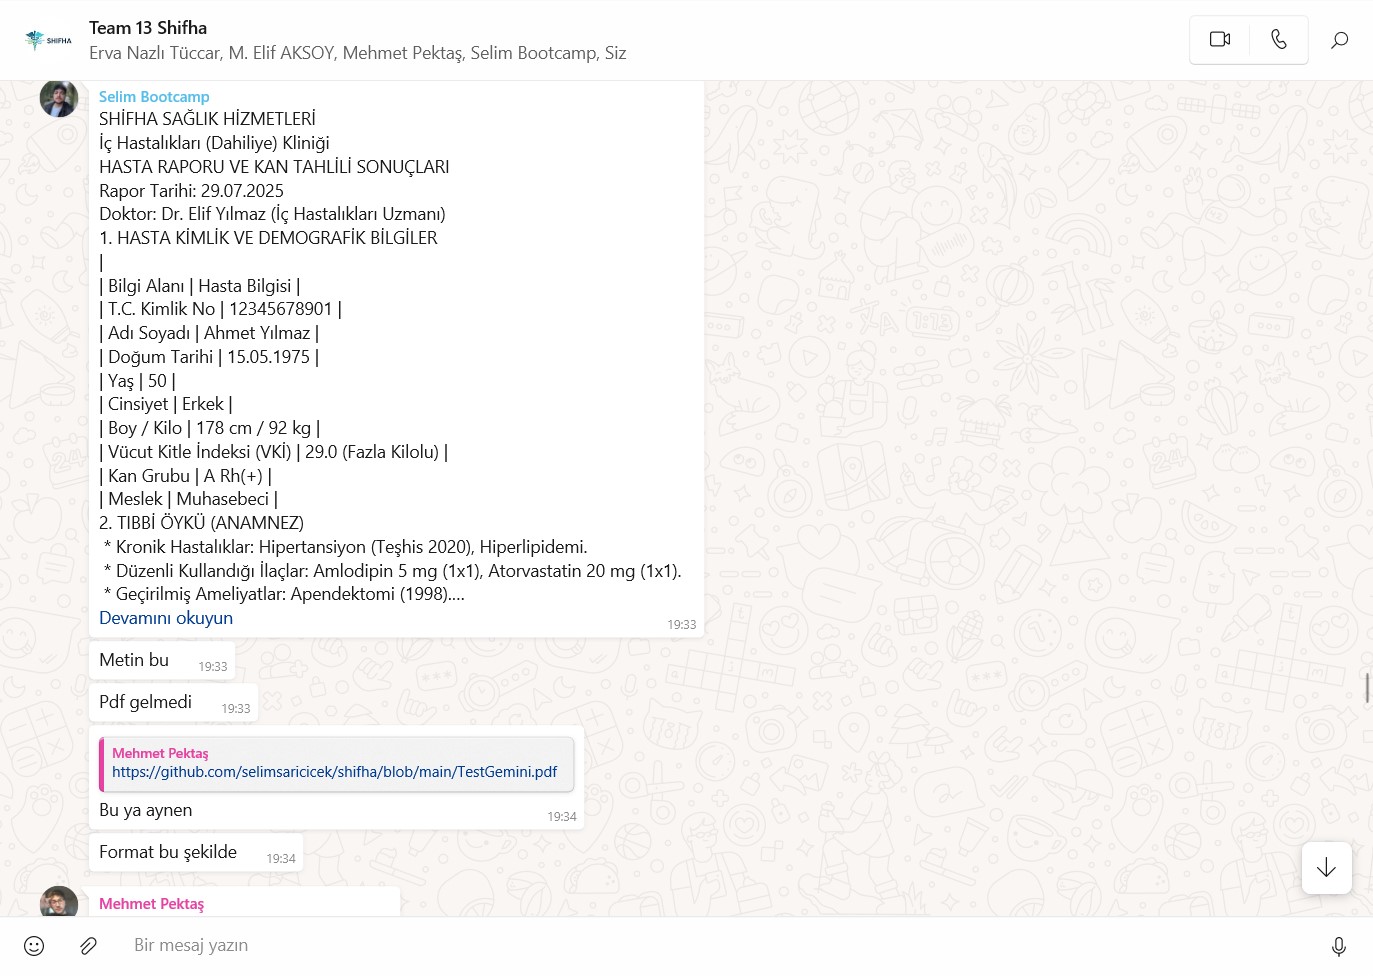 SHIFHA
Team 13 Shifha
Erva Nazlı Tüccar, M. Elif AKSOY, Mehmet Pektaş, Selim Bootcamp, Siz
Selim Bootcamp
SHİFHA SAĞLIK HİZMETLERİ
İç Hastalıkları (Dahiliye) Kliniği
HASTA RAPORU VE KAN TAHLİLİ SONUÇLARI
Rapor Tarihi: 29.07.2025
Doktor: Dr. Elif Yılmaz (İç Hastalıkları Uzmanı)
1. HASTA KİMLİK VE DEMOGRAFİK BİLGİLER
|
| Bilgi Alanı | Hasta Bilgisi |
| T.C. Kimlik No | 12345678901 |
| Adı Soyadı | Ahmet Yılmaz |
| Doğum Tarihi | 15.05.1975 |
| Yaş | 50 |
| Cinsiyet | Erkek |
| Boy / Kilo | 178 cm / 92 kg |
| Vücut Kitle İndeksi (VKİ) | 29.0 (Fazla Kilolu) |
| Kan Grubu | A Rh(+) |
| Meslek | Muhasebeci |
2. TIBBİ ÖYKÜ (ANAMNEZ)
* Kronik Hastalıklar: Hipertansiyon (Teşhis 2020), Hiperlipidemi.
* Düzenli Kullandığı İlaçlar: Amlodipin 5 mg (1x1), Atorvastatin 20 mg (1x1).
* Geçirilmiş Ameliyatlar: Apendektomi (1998)....
Devamını okuyun
19:33
Metin bu 19:33
Pdf gelmedi 19:33
Mehmet Pektaş
https://github.com/selimsaricicek/shifha/blob/main/TestGemini.pdf
Bu ya aynen 19:34
Format bu şekilde 19:34
Mehmet Pektaş
Bir mesaj yazın